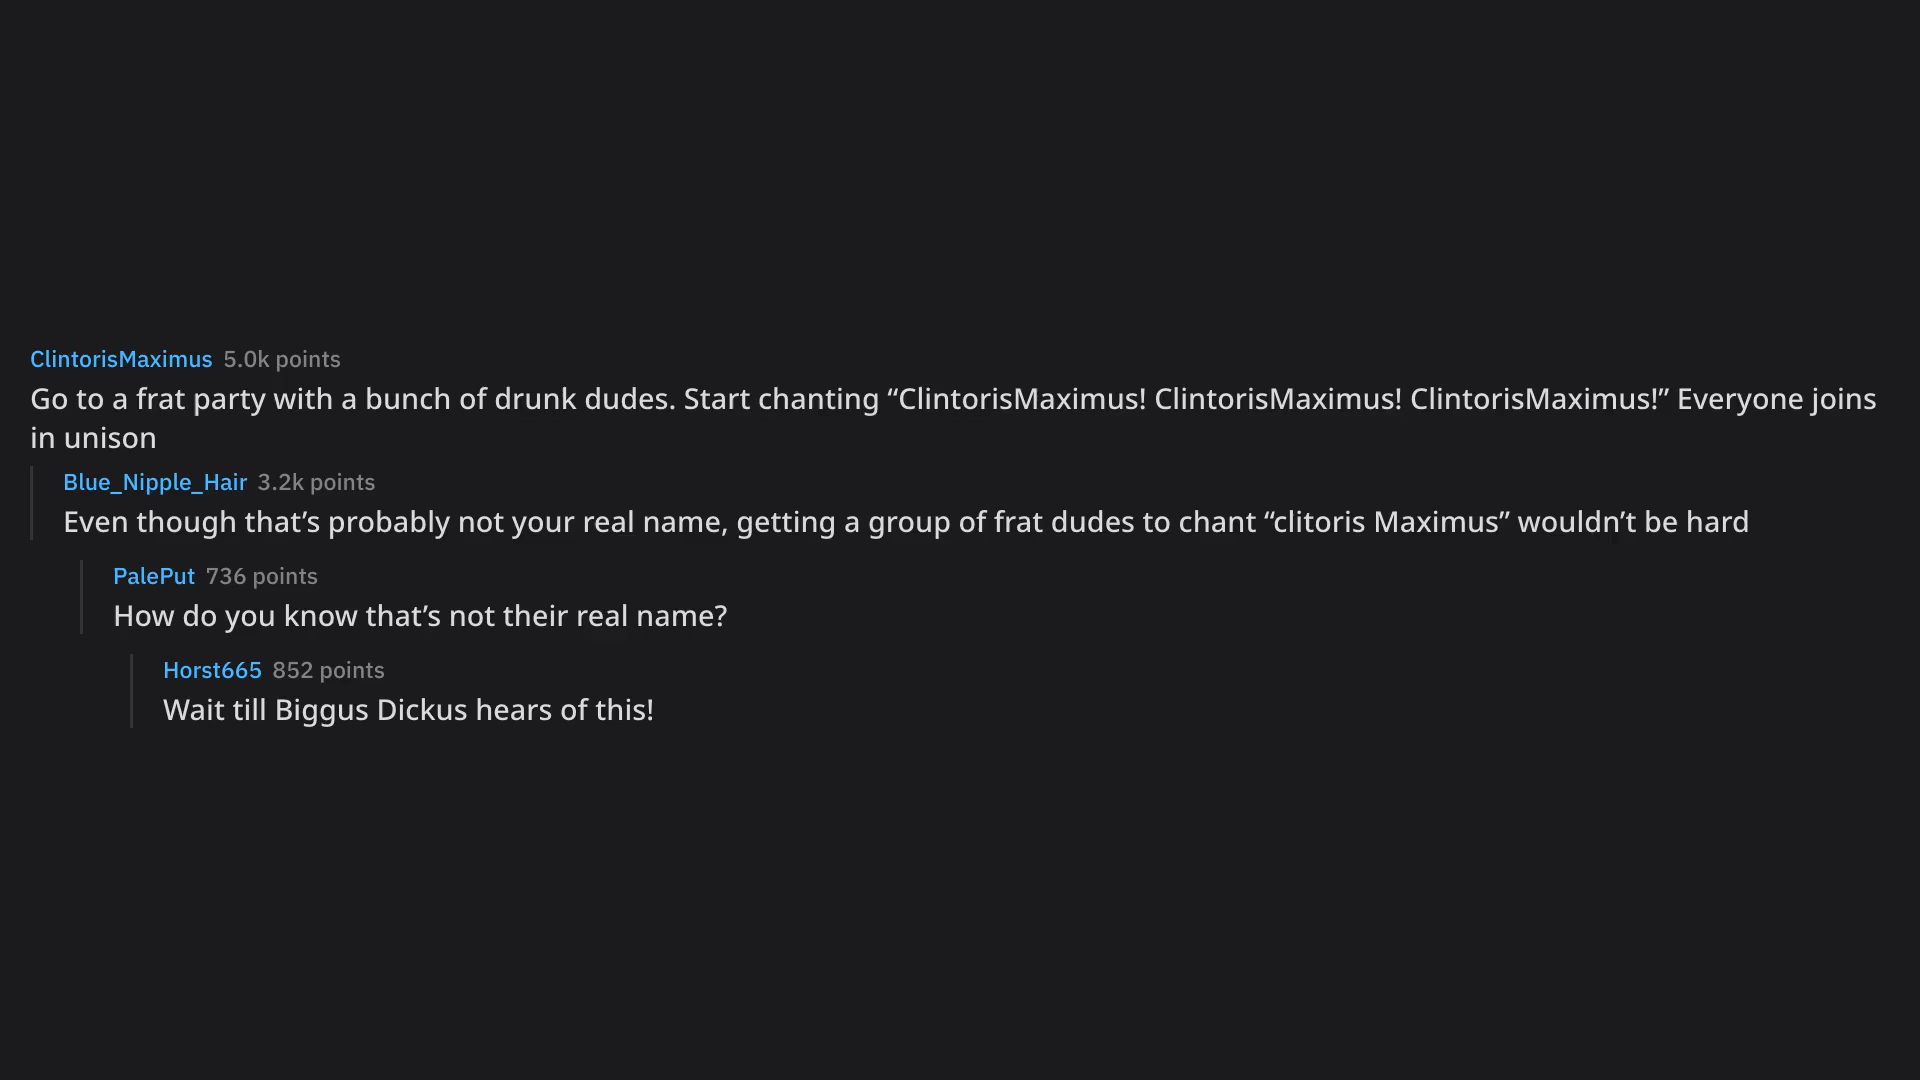 ClintorisMaximus 5.0k points
Go to a frat party with a bunch of drunk dudes. Start chanting “ClintorisMaximus! ClintorisMaximus! ClintorisMaximus!” Everyone joins
in unison
Blue_Nipple_Hair 3.2k points
Even though that’s probably not your real name, getting a group of frat dudes to chant “clitoris Maximus” wouldn’t be hard
PalePut 736 points
How do you know that’s not their real name?
Horst665 852 points
Wait till Biggus Dickus hears of this!